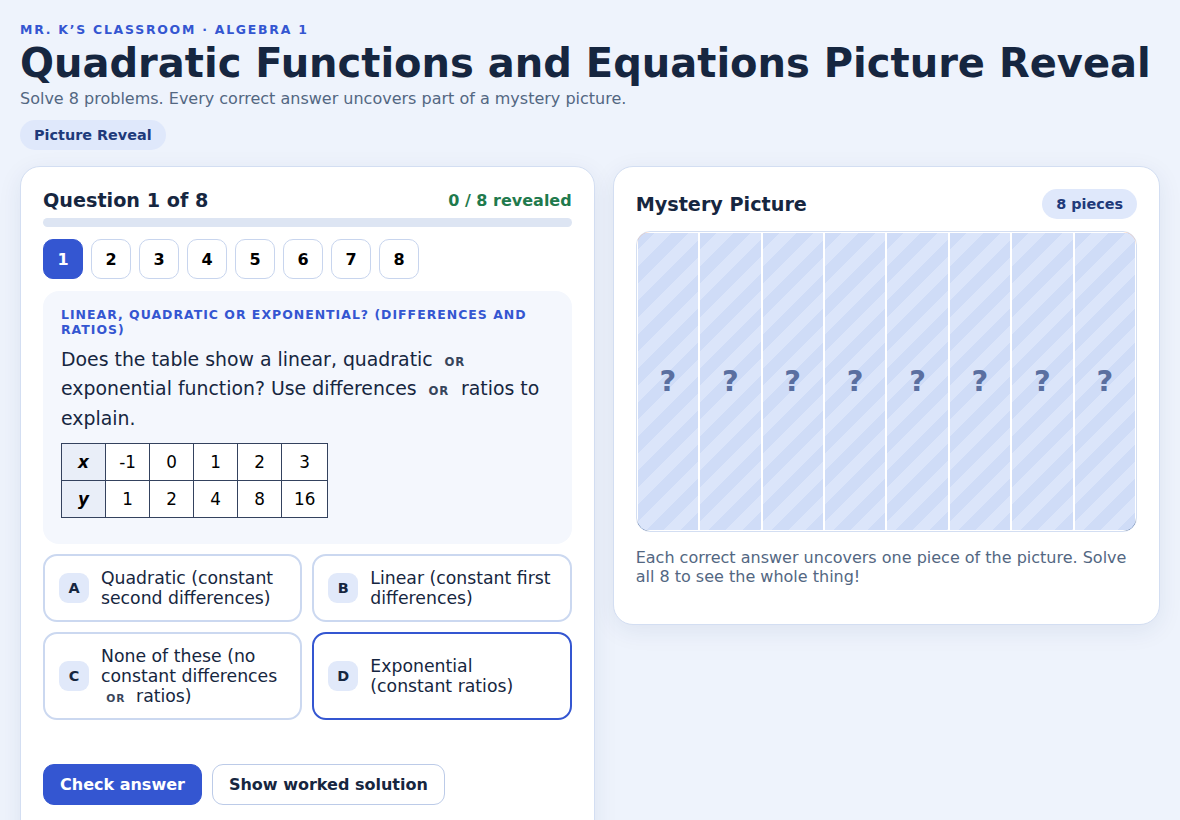 MR. K’S CLASSROOM · ALGEBRA 1
Quadratic Functions and Equations Picture Reveal
Solve 8 problems. Every correct answer uncovers part of a mystery picture.
Picture Reveal
Question 1 of 8
0 / 8 revealed
1 2 3 4 5 6 7 8
LINEAR, QUADRATIC OR EXPONENTIAL? (DIFFERENCES AND
RATIOS)
Does the table show a linear, quadratic OR
exponential function? Use differences OR ratios to
explain.
x -1 0 1 2 3
y 1 2 4 8 16
A Quadratic (constant
second differences)
B Linear (constant first
differences)
C None of these (no
constant differences
OR ratios)
D Exponential
(constant ratios)
Check answer
Show worked solution
Mystery Picture
8 pieces
? ? ? ? ? ? ? ?
Each correct answer uncovers one piece of the picture. Solve
all 8 to see the whole thing!